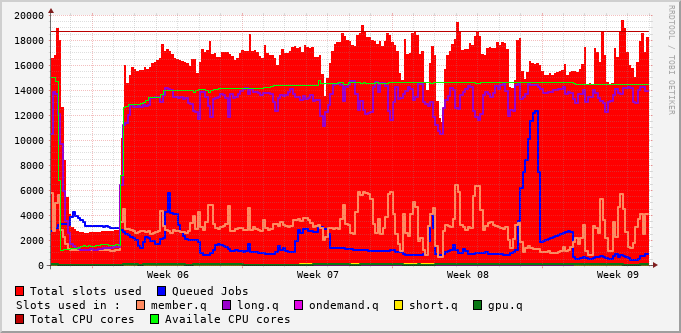 20000
18000
16000
14000
12000
10000
8000
6000
4000
2000
0
Week 06 Week 07 Week 08 Week 09
RRDTOOL / TOBI OETIKER
Total slots used Queued Jobs
Slots used in : member.q long.q ondemand.q short.q gpu.q
Total CPU cores Availale CPU cores